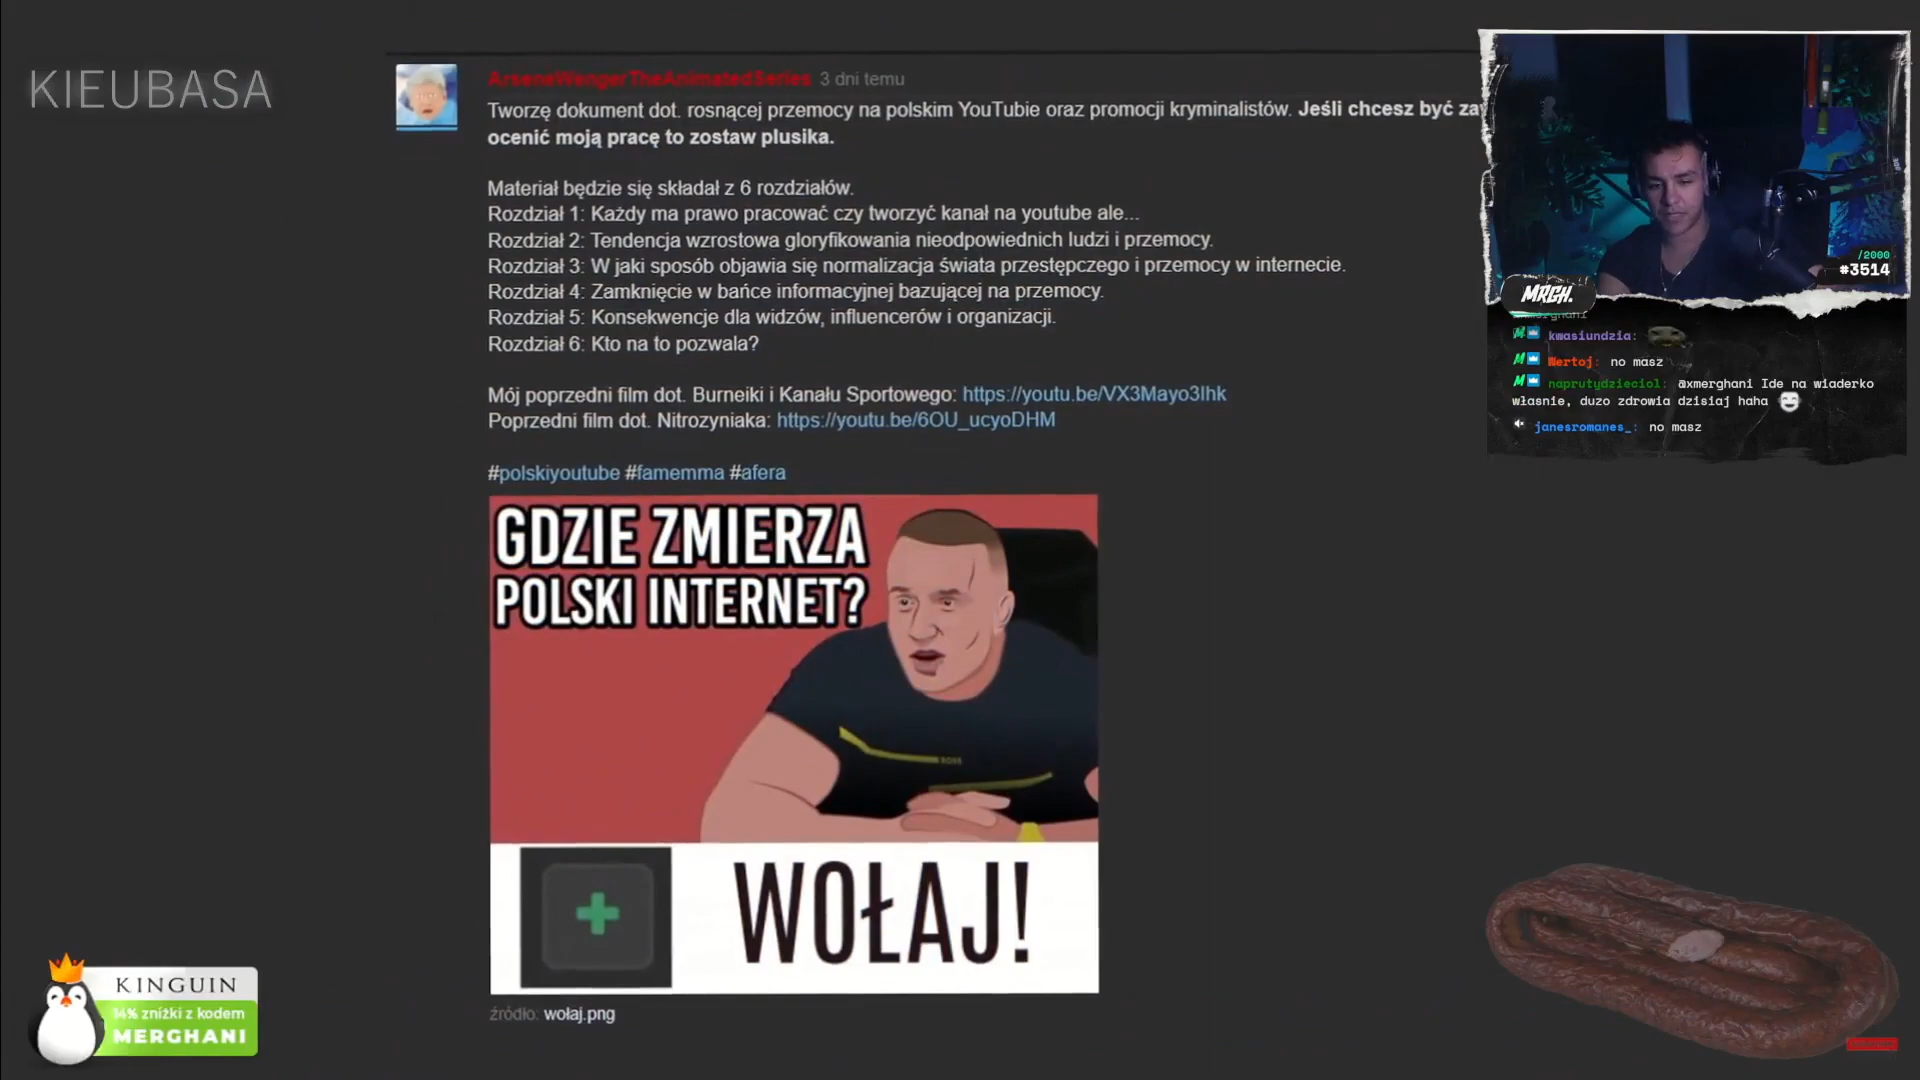 KIEUBASA
ArseneWengerTheAnimatedSeries 3 dni temu
Tworzę dokument dot. rosnącej przemocy na polskim YouTubie oraz promocji kryminalistów. Jeśli chcesz być
ocenić moją pracę to zostaw plusika.
Materiał będzie się składał z 6 rozdziałów.
Rozdział 1: Każdy ma prawo pracować czy tworzyć kanał na youtube ale...
Rozdział 2: Tendencja wzrostowa gloryfikowania nieodpowiednich ludzi i przemocy.
Rozdział 3: W jaki sposób objawia się normalizacja świata przestępczego i przemocy w internecie.
Rozdział 4: Zamknięcie w bańce informacyjnej bazującej na przemocy.
Rozdział 5: Konsekwencje dla widzów, influencerów i organizacji.
Rozdział 6: Kto na to pozwala?
Mój poprzedni film dot. Burneiki i Kanału Sportowego: https://youtu.be/VX3Mayo3Ihk
Poprzedni film dot. Nitrozyniaka: https://youtu.be/6OU_ucyoDHM
#polskiyoutube #famemma #afera
GDZIE ZMIERZA
POLSKI INTERNET?
BOSS
WOŁAJ!
źródło: wołaj.png
/2000
#3514
MRGH.
kwasiundzia:
Wertoj: no masz
naprutydzieciol: @xmerghani Ide na wiaderko
własnie, duzo zdrowia dzisiaj haha
janesromanes_: no masz
KINGUIN
14% zniżki z kodem
MERGHANI